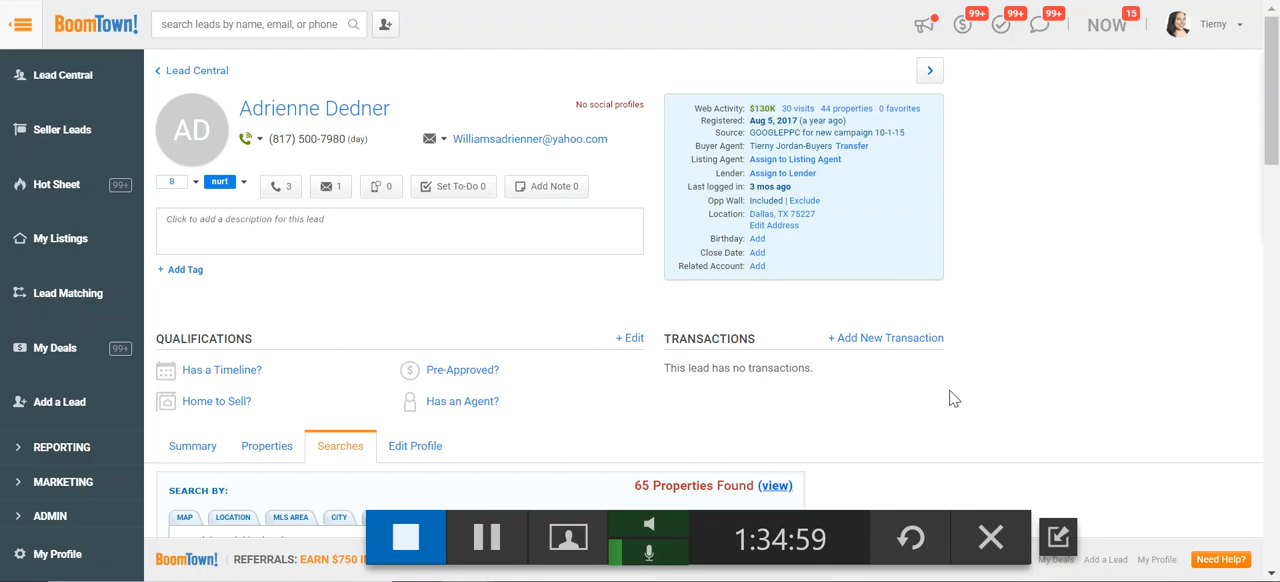 BoomTown!
search leads by name, email, or phone
99+
99+
99+
NOW
15
Tierny
Lead Central
Seller Leads
Hot Sheet 99+
My Listings
Lead Matching
My Deals 99+
Add a Lead
REPORTING
MARKETING
ADMIN
My Profile
Lead Central
AD
Adrienne Dedner
No social profiles
(817) 500-7980 (day)
Williamsadrienner@yahoo.com
B
nurt
3
1
0
Set To-Do 0
Add Note 0
Click to add a description for this lead
+ Add Tag
Web Activity: $130K 30 visits 44 properties 0 favorites
Registered: Aug 5, 2017 (a year ago)
Source: GOOGLEPPC for new campaign 10-1-15
Buyer Agent: Tierny Jordan-Buyers Transfer
Listing Agent: Assign to Listing Agent
Lender: Assign to Lender
Last logged in: 3 mos ago
Opp Wall: Included | Exclude
Location: Dallas, TX 75227
Edit Address
Birthday: Add
Close Date: Add
Related Account: Add
QUALIFICATIONS + Edit
Has a Timeline? Pre-Approved?
Home to Sell? Has an Agent?
TRANSACTIONS + Add New Transaction
This lead has no transactions.
Summary Properties Searches Edit Profile
SEARCH BY:
65 Properties Found (view)
MAP LOCATION MLS AREA CITY
1:34:59
BoomTown! REFERRALS: EARN $750
My Deals Add a Lead My Profile Need Help?